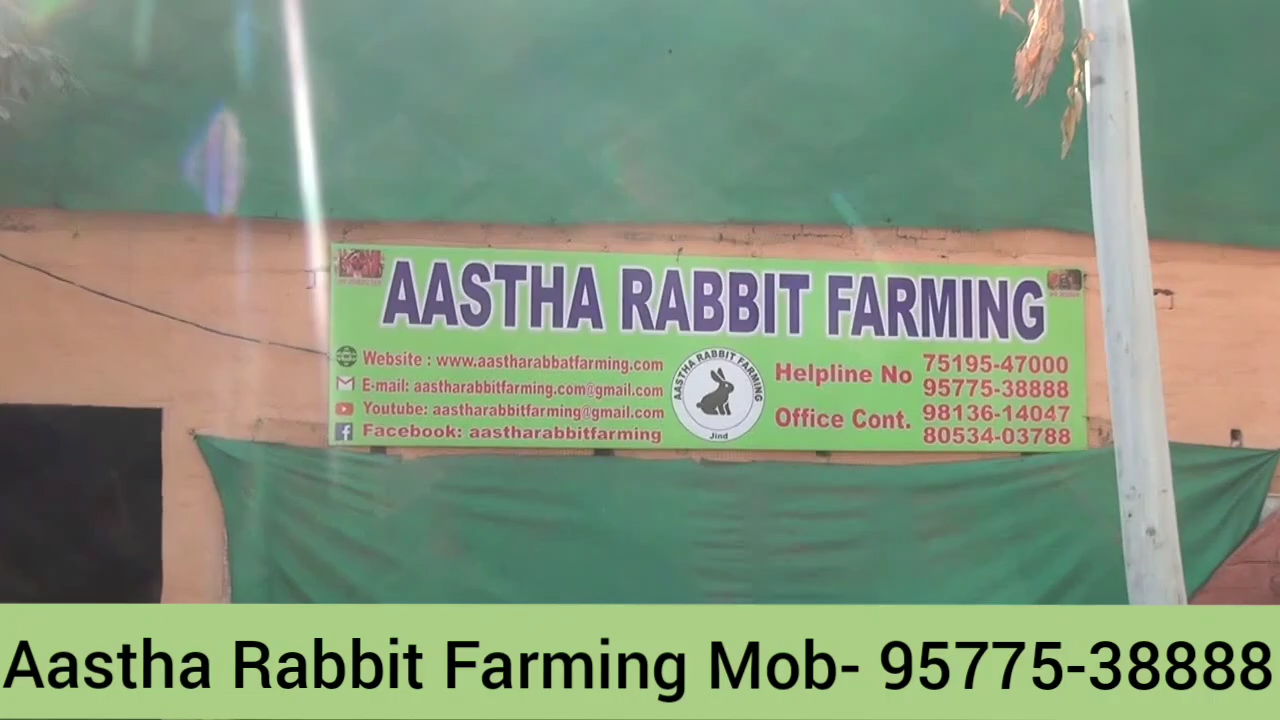 AASTHA RABBIT FARMING
Website : www.aastharabbatfarming.com
E-mail: aastharabbitfarming.com@gmail.com
Youtube: aastharabbitfarming@gmail.com
Facebook: aastharabbitfarming
AASTHA RABBIT FARMING
Jind
Helpline No 75195-47000
95775-38888
Office Cont. 98136-14047
80534-03788
Aastha Rabbit Farming Mob- 95775-38888